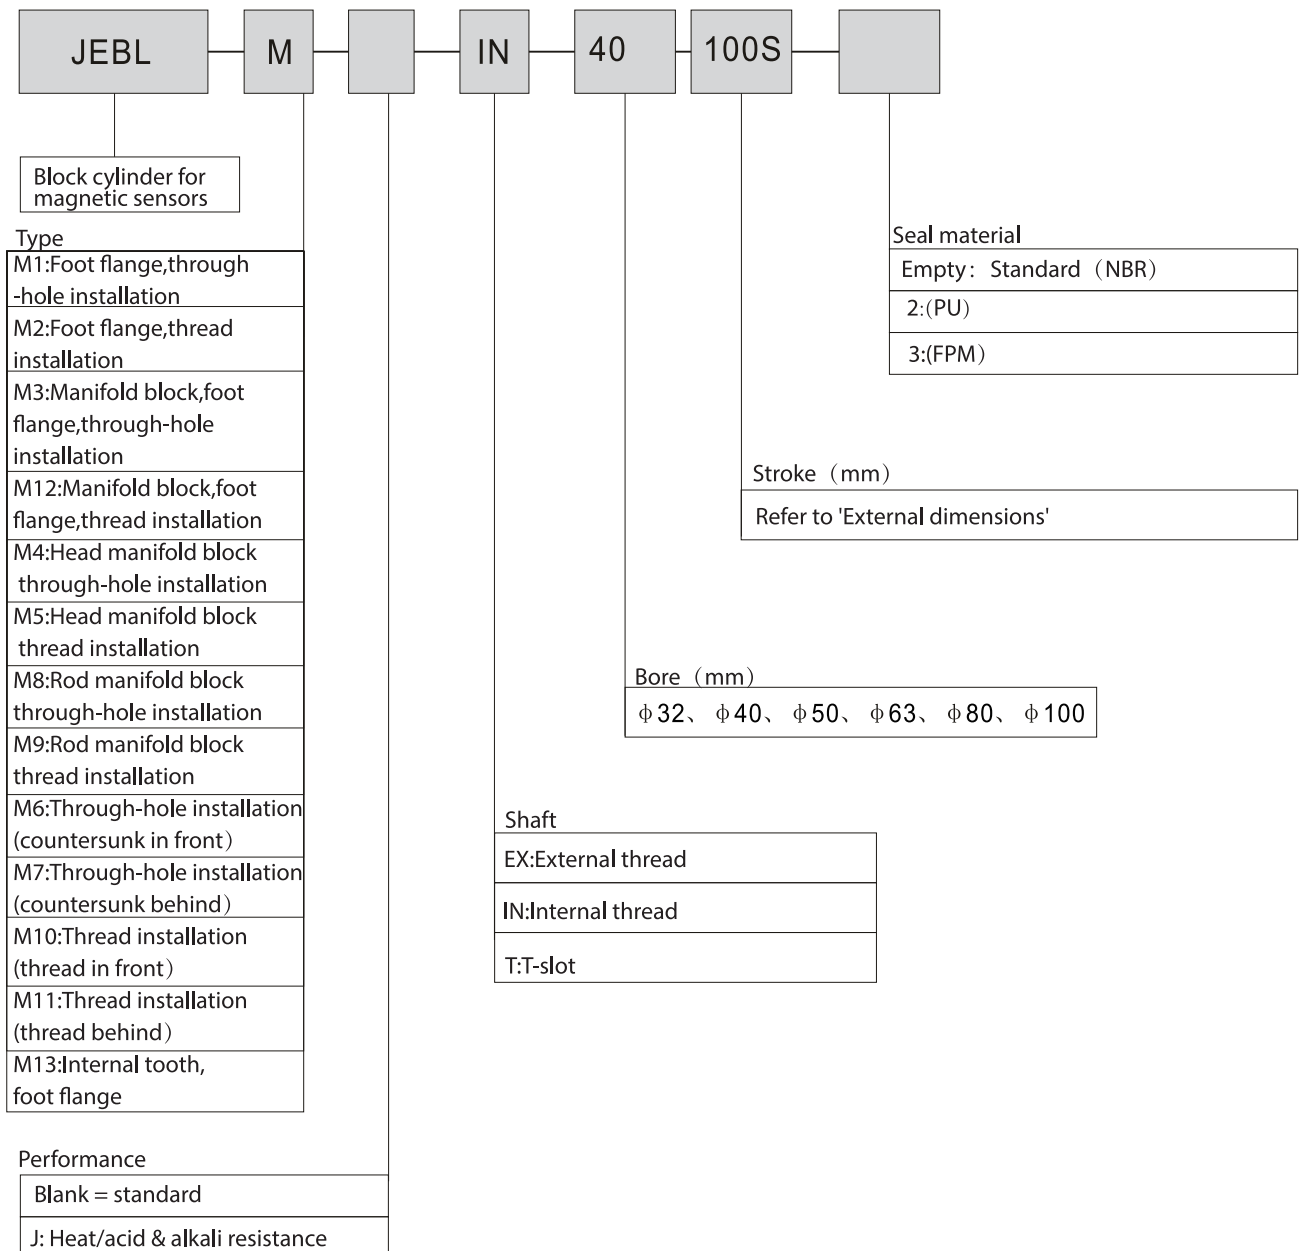 JEBL M IN 40 100S
Block cylinder for
magnetic sensors
Type
M1:Foot flange,through
-hole installation
M2:Foot flange,thread
installation
M3:Manifold block,foot
flange,through-hole
installation
M12:Manifold block,foot
flange,thread installation
M4:Head manifold block
through-hole installation
M5:Head manifold block
thread installation
M8:Rod manifold block
through-hole installation
M9:Rod manifold block
thread installation
M6:Through-hole installation
(countersunk in front）
M7:Through-hole installation
(countersunk behind）
M10:Thread installation
(thread in front）
M11:Thread installation
(thread behind）
M13:Internal tooth,
foot flange
Performance
Blank = standard
J: Heat/acid & alkali resistance
Shaft
EX:External thread
IN:Internal thread
T:T-slot
Bore（mm）
φ32、φ40、φ50、φ63、φ80、φ100
Stroke（mm）
Refer to 'External dimensions'
Seal material
Empty: Standard（NBR）
2:(PU）
3:(FPM）